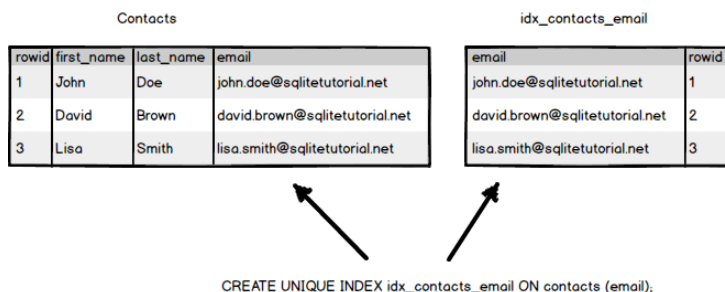 Contacts idx_contacts_email
rowid first_name last_name email email rowid
1 John Doe john.doe@sqlitetutorial.net john.doe@sqlitetutorial.net 1
2 David Brown david.brown@sqlitetutorial.net david.brown@sqlitetutorial.net 2
3 Lisa Smith lisa.smith@sqlitetutorial.net lisa.smith@sqlitetutorial.net 3
CREATE UNIQUE INDEX idx_contacts_email ON contacts (email);